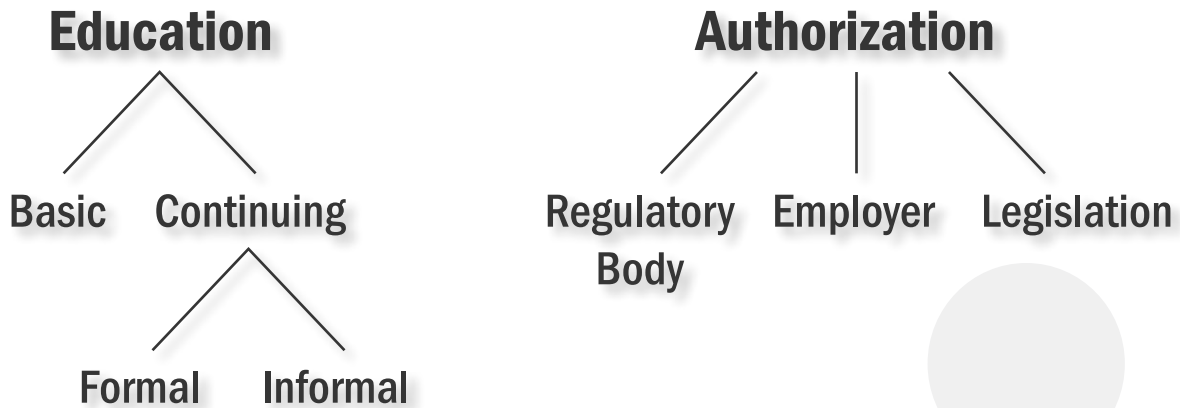 Education
Authorization
Basic
Continuing
Regulatory
Body
Employer
Legislation
Formal
Informal